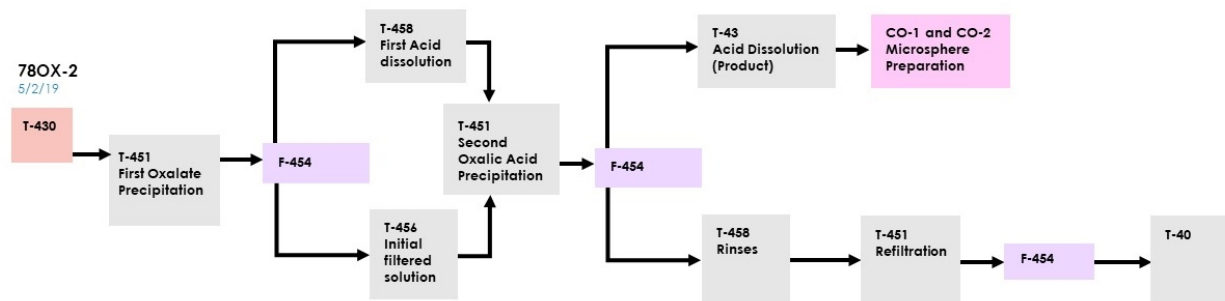 78OX-2
5/2/19
T-430
T-451
First Oxalate
Precipitation
F-454
T-458
First Acid
dissolution
T-456
Initial
filtered
solution
T-451
Second
Oxalic Acid
Precipitation
F-454
T-43
Acid Dissolution
(Product)
CO-1 and CO-2
Microsphere
Preparation
T-458
Rinses
T-451
Refiltration
F-454
T-40